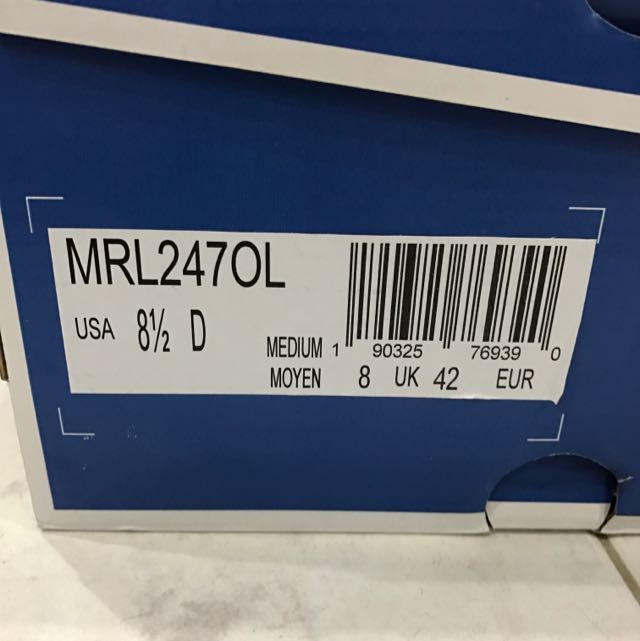 MRL247OL
USA 8½ D
MEDIUM 1 90325 76939 0
MOYEN 8 UK 42 EUR